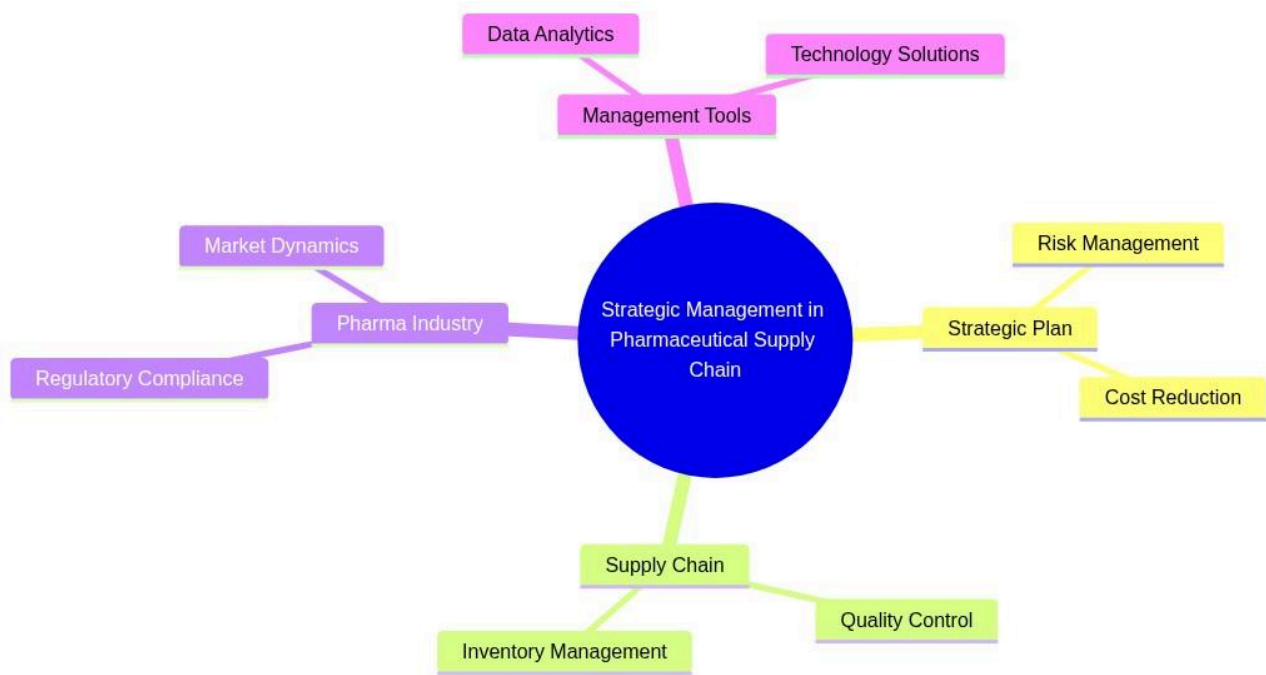 Data Analytics
Technology Solutions
Management Tools
Market Dynamics
Pharma Industry
Regulatory Compliance
Strategic Management in
Pharmaceutical Supply
Chain
Risk Management
Strategic Plan
Cost Reduction
Supply Chain
Quality Control
Inventory Management